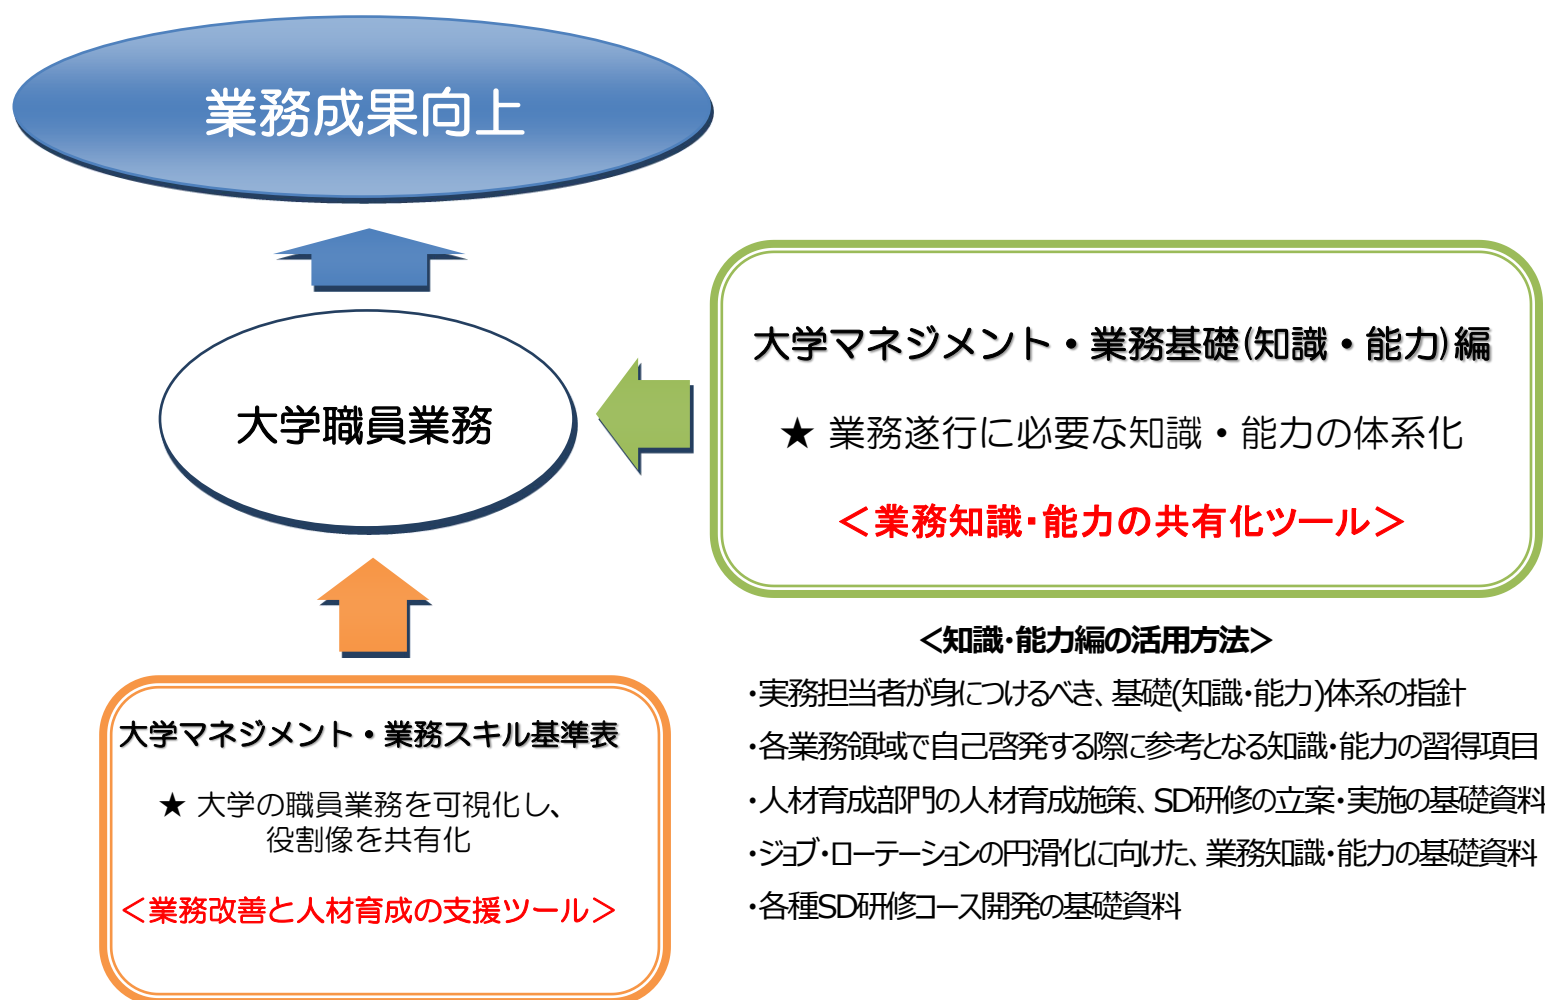 業務成果向上
大学職員業務
大学マネジメント・業務基礎(知識・能力)編
★ 業務遂行に必要な知識・能力の体系化
＜業務知識・能力の共有化ツール＞
＜知識・能力編の活用方法＞
・実務担当者が身につけるべき、基礎(知識・能力)体系の指針
・各業務領域で自己啓発する際に参考となる知識・能力の習得項目
・人材育成部門の人材育成施策、SD研修の立案・実施の基礎資料
・ジョブ・ローテーションの円滑化に向けた、業務知識・能力の基礎資料
・各種SD研修コース開発の基礎資料
大学マネジメント・業務スキル基準表
★ 大学の職員業務を可視化し、
役割像を共有化
＜業務改善と人材育成の支援ツール＞